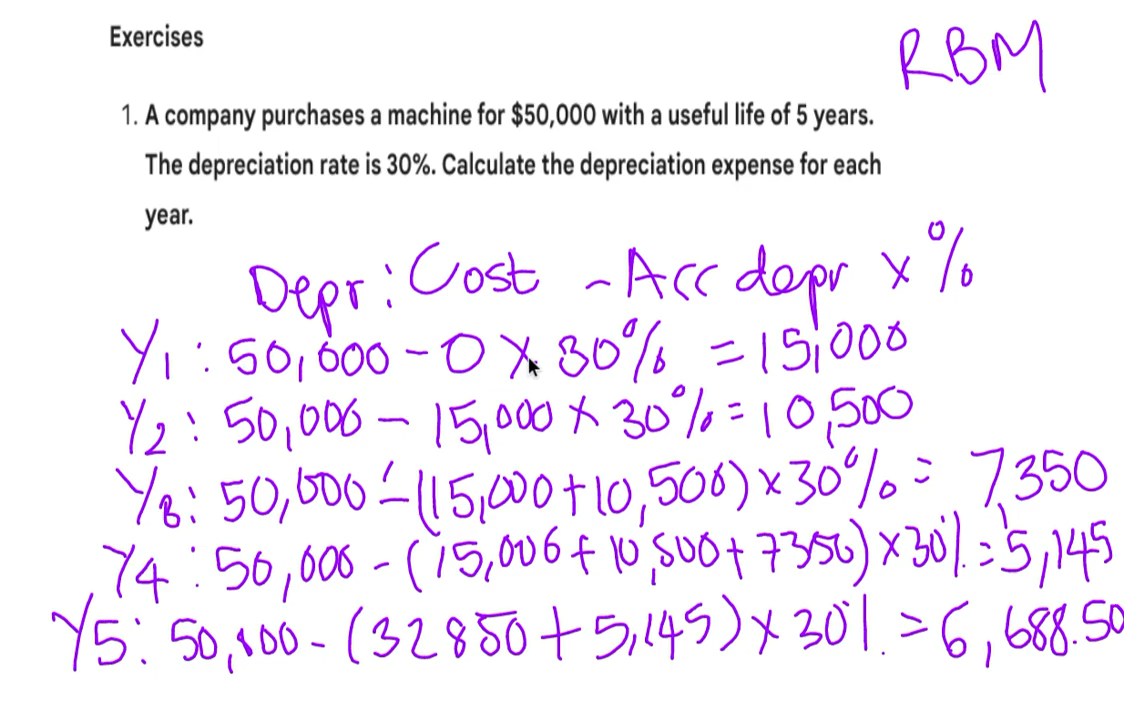 Exercises
RBM
1. A company purchases a machine for $50,000 with a useful life of 5 years.
The depreciation rate is 30%. Calculate the depreciation expense for each
year.
Depr: Cost - Acc depr x %
Y1: 50,000 - 0 x 30% = 15,000
Y2: 50,000 - 15,000 x 30% = 10,500
Y3: 50,000 - (15,000 + 10,500) x 30% = 7,350
Y4: 50,000 - (15,000 + 10,500 + 7350) x 30% = 5,145
Y5: 50,000 - (32850 + 5,145) x 30% = 6,688.50